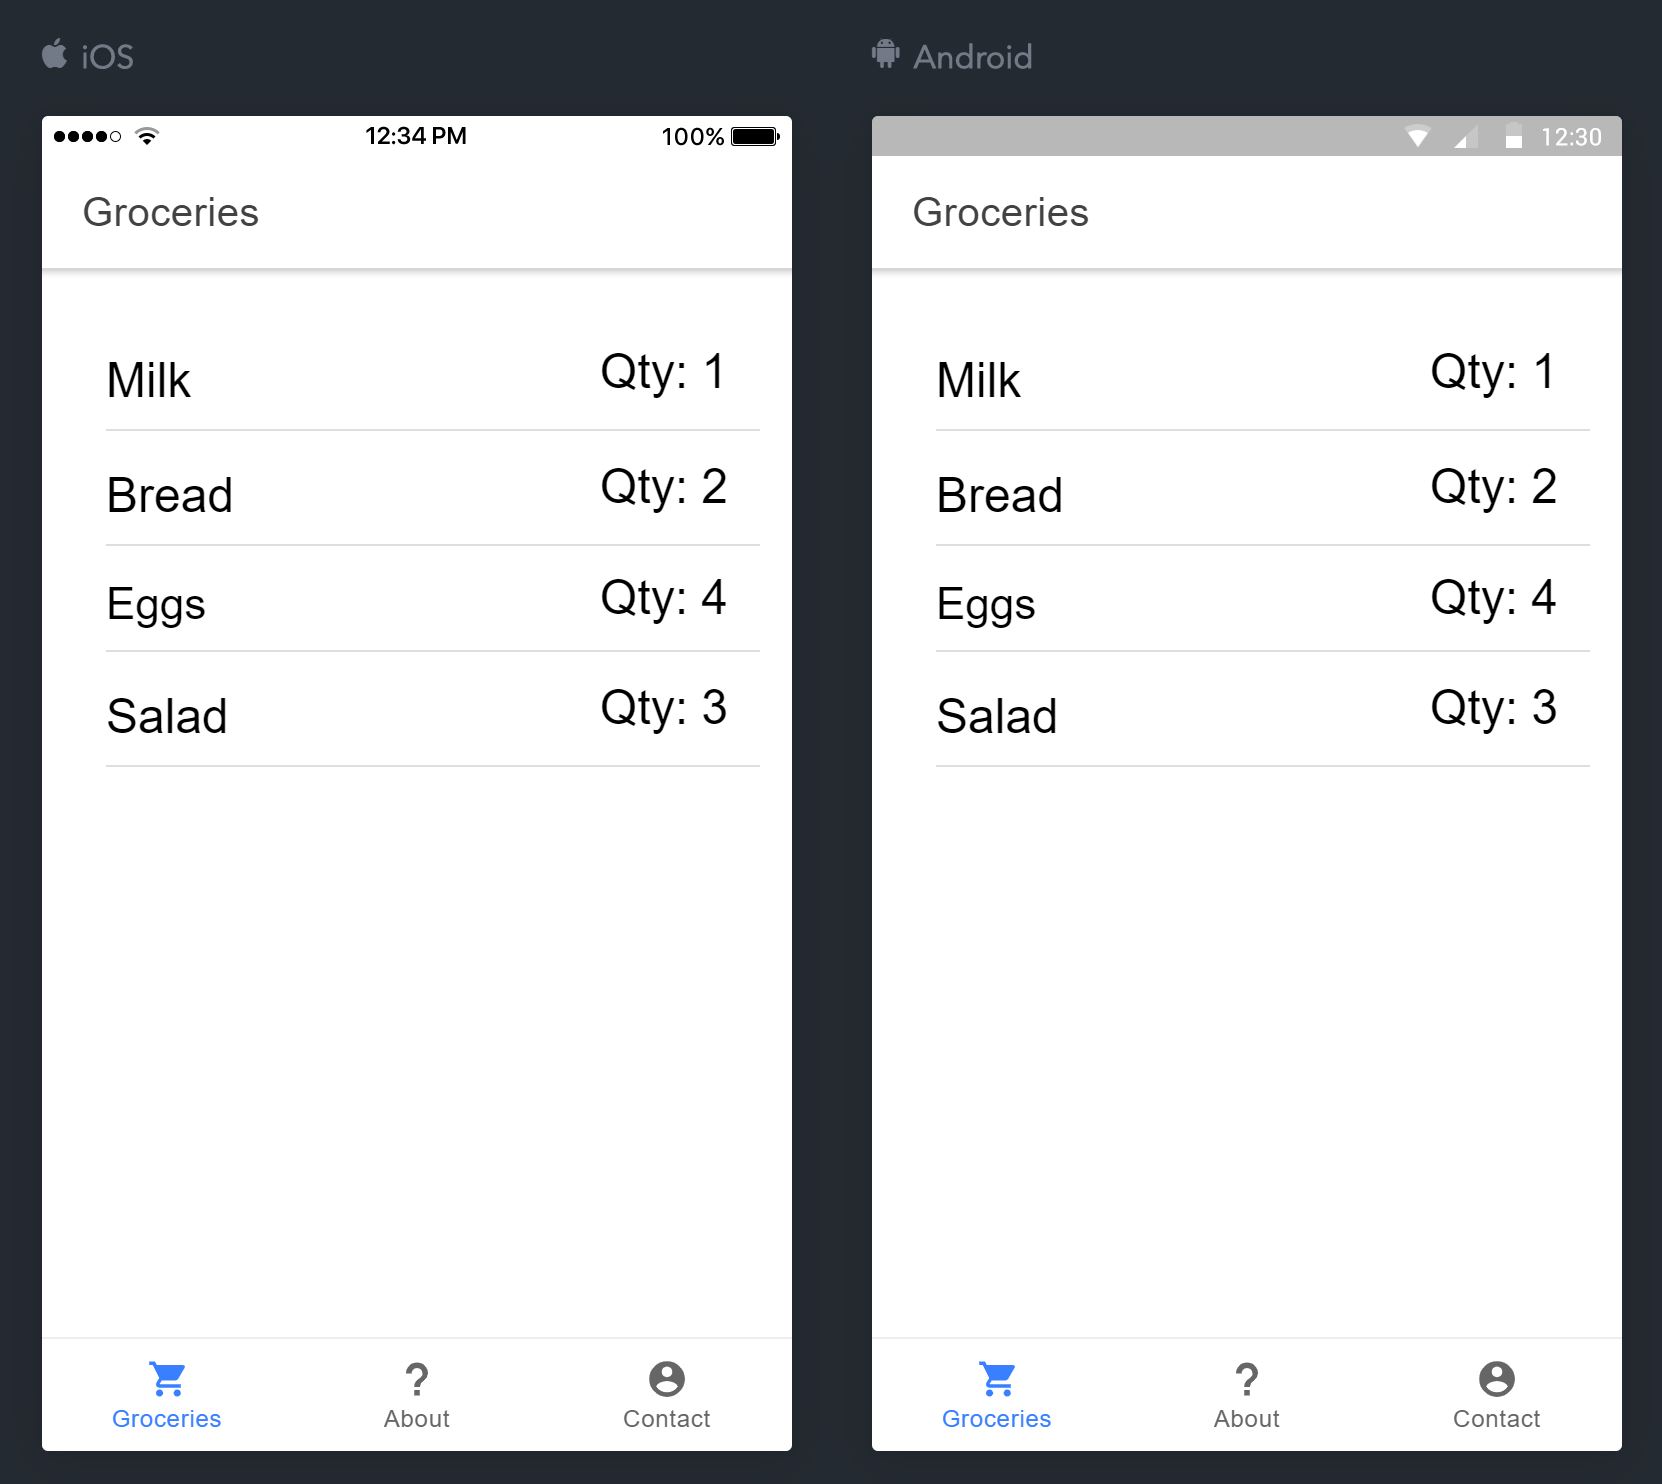 iOS
12:34 PM 100%
Groceries
Milk Qty: 1
Bread Qty: 2
Eggs Qty: 4
Salad Qty: 3
Groceries About Contact
Android
12:30
Groceries
Milk Qty: 1
Bread Qty: 2
Eggs Qty: 4
Salad Qty: 3
Groceries About Contact